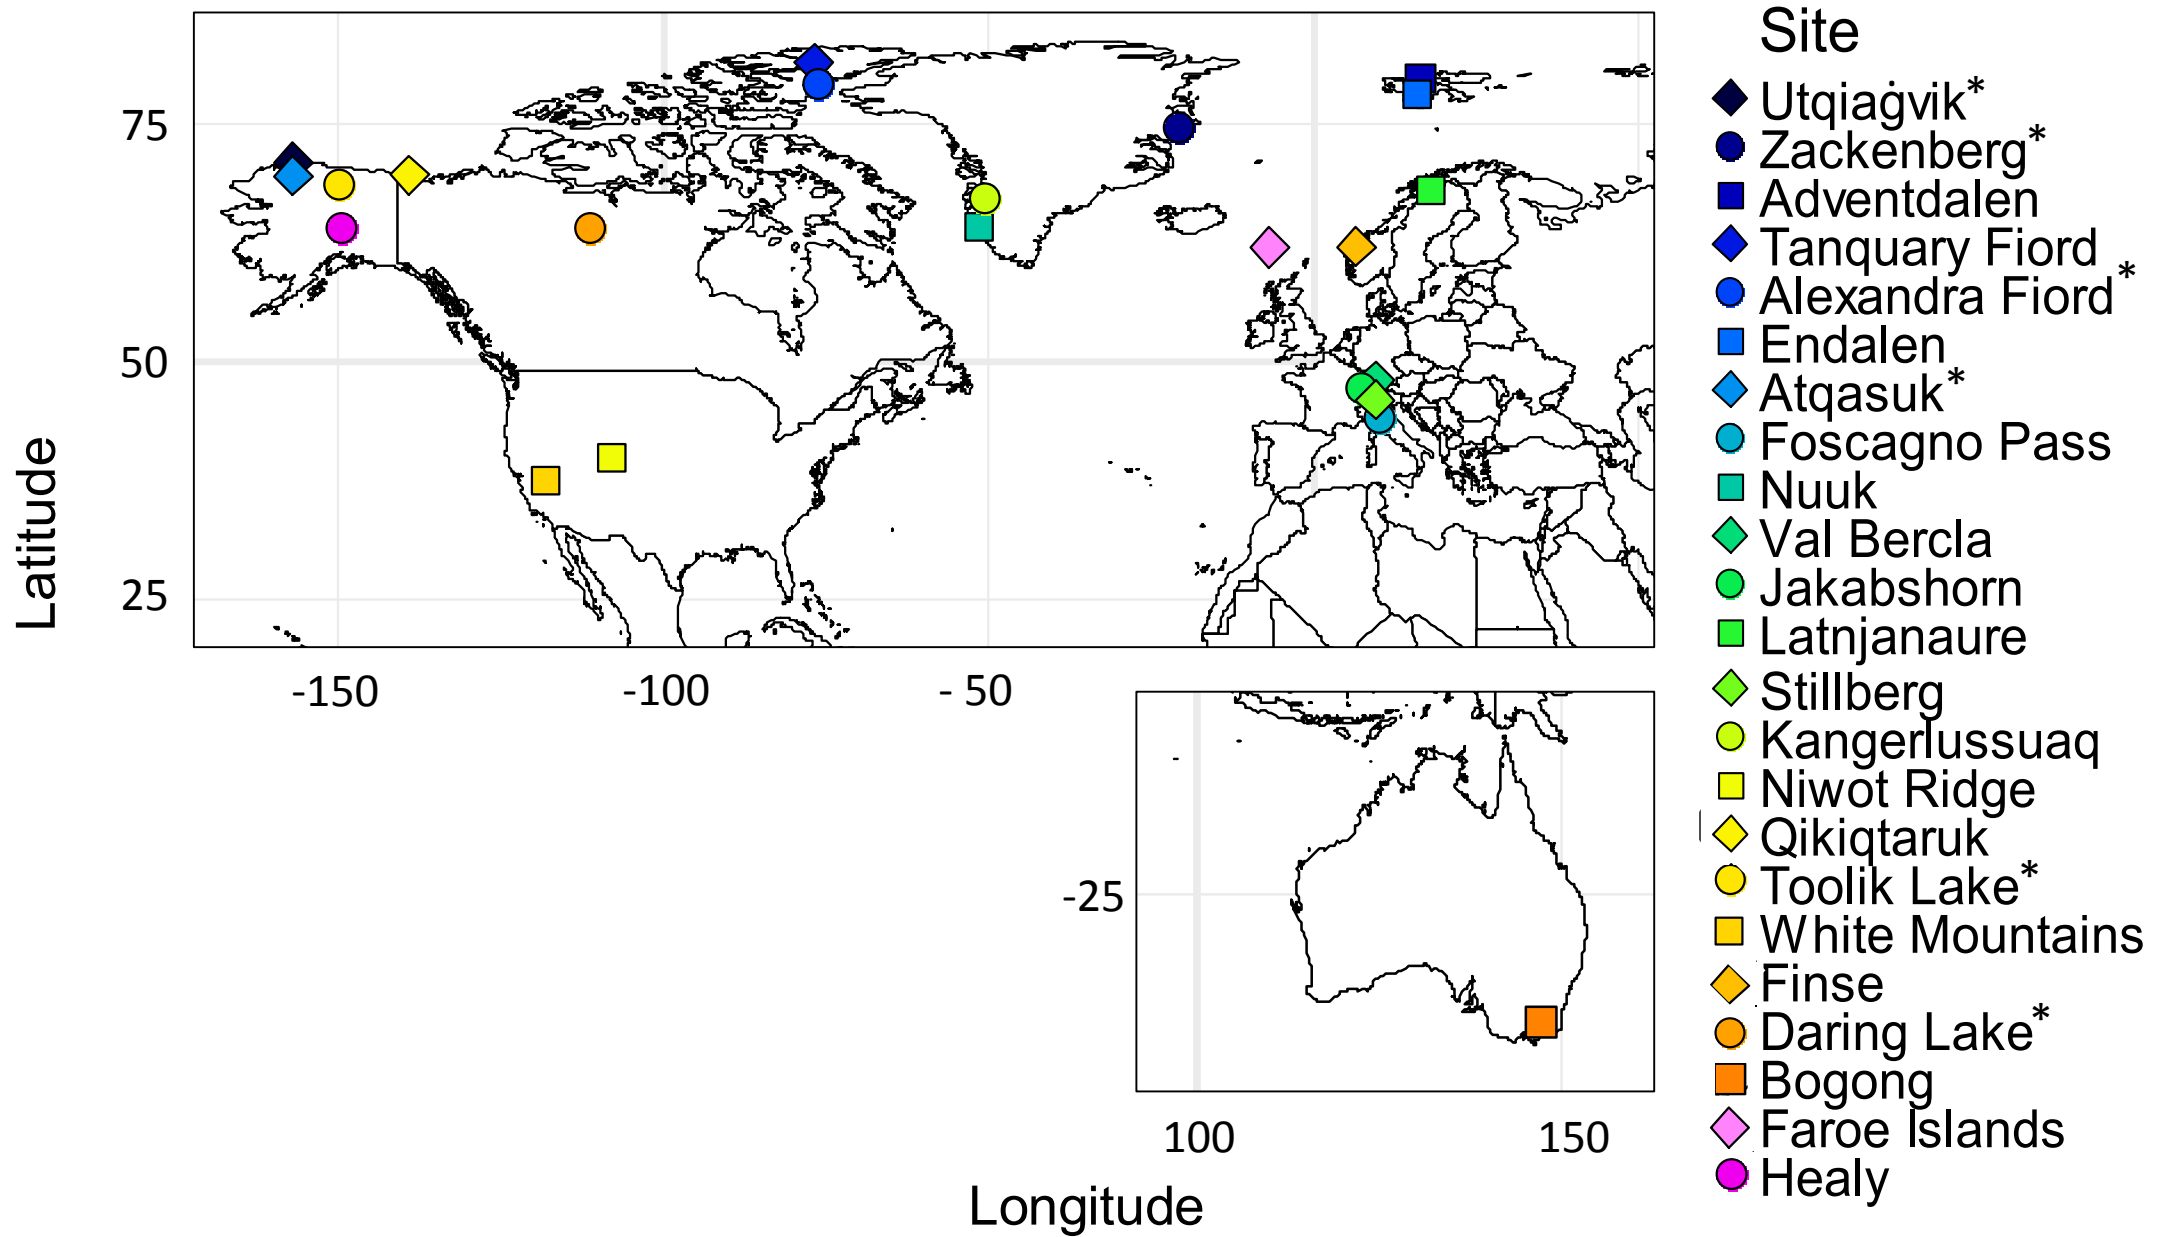 Site
Utqiaġvik*
Zackenberg*
Adventdalen
Tanquary Fiord
Alexandra Fiord*
Endalen
Atqasuk*
Foscagno Pass
Nuuk
Val Bercla
Jakabshorn
Latnjanaure
Stillberg
Kangerlussuaq
Niwot Ridge
Qikiqtaruk
Toolik Lake*
White Mountains
Finse
Daring Lake*
Bogong
Faroe Islands
Healy
Latitude
75
50
25
-150
-100
- 50
-25
100
150
Longitude